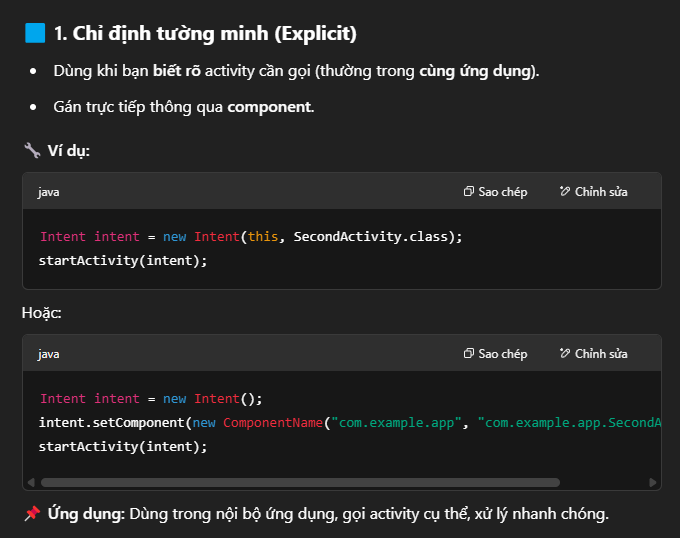 1. Chỉ định tường minh (Explicit)
Dùng khi bạn biết rõ activity cần gọi (thường trong cùng ứng dụng).
Gán trực tiếp thông qua component.
Ví dụ:
java
Sao chép
Chỉnh sửa
Intent intent = new Intent(this, SecondActivity.class);
startActivity(intent);
Hoặc:
java
Sao chép
Chỉnh sửa
Intent intent = new Intent();
intent.setComponent(new ComponentName("com.example.app", "com.example.app.SecondA
startActivity(intent);
Ứng dụng: Dùng trong nội bộ ứng dụng, gọi activity cụ thể, xử lý nhanh chóng.